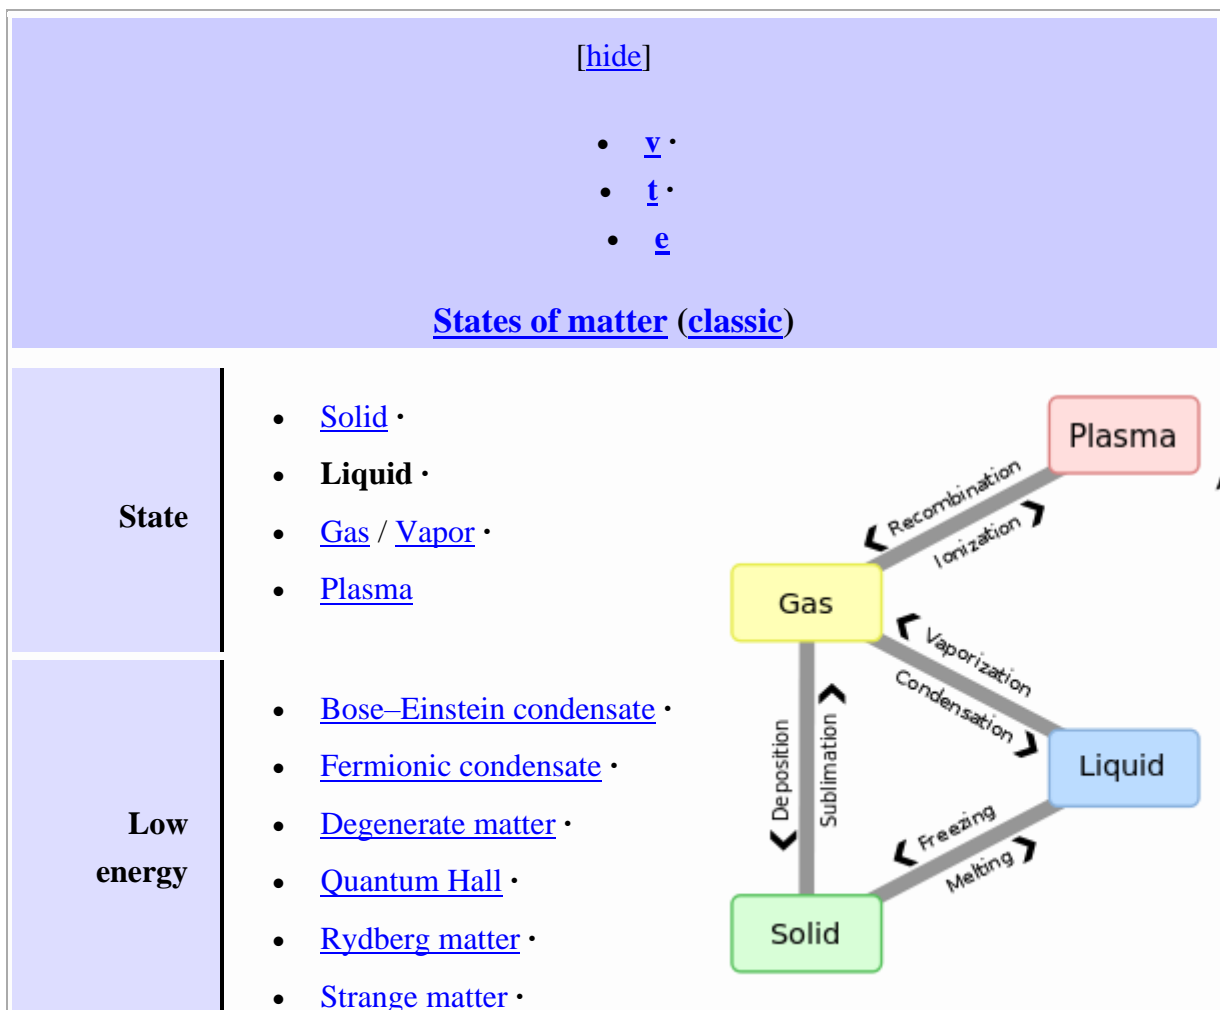 [hide]
• v ·
• t ·
• e
States of matter (classic)
State
• Solid ·
• Liquid ·
• Gas / Vapor ·
• Plasma
Low
energy
• Bose–Einstein condensate ·
• Fermionic condensate ·
• Degenerate matter ·
• Quantum Hall ·
• Rydberg matter ·
• Strange matter ·
Plasma
Recombination
Ionization
Gas
Vaporization
Condensation
Deposition
Sublimation
Liquid
Freezing
Melting
Solid